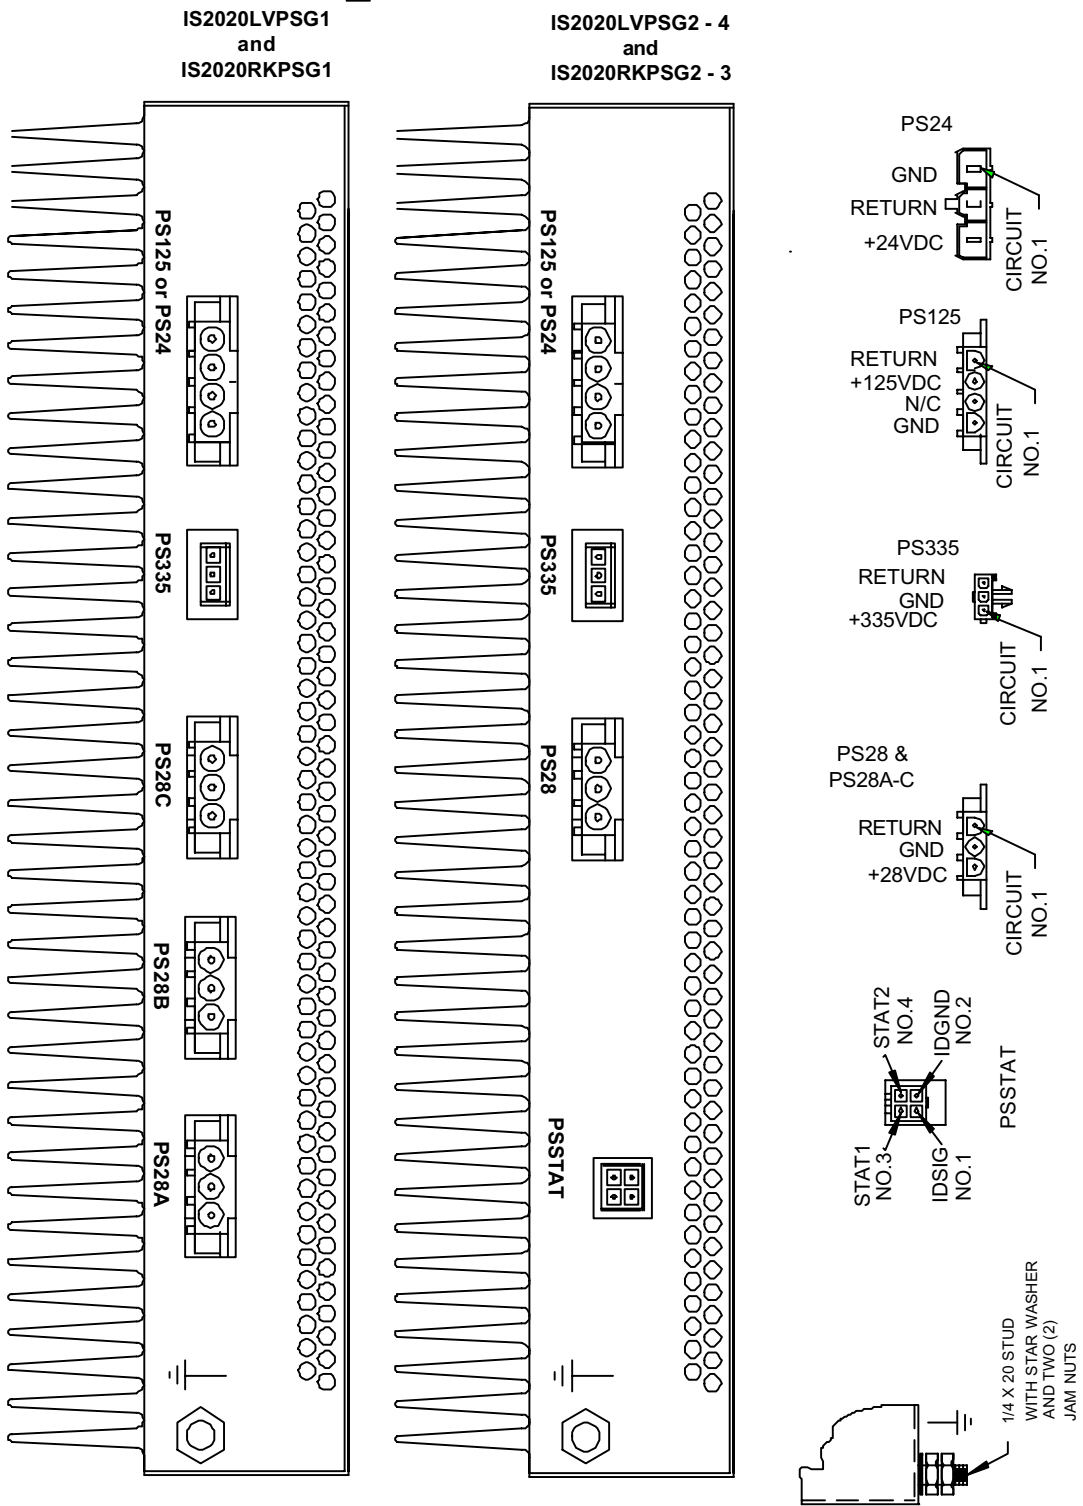 IS2020LVPSG1
and
IS2020RKPSG1
IS2020LVPSG2 - 4
and
IS2020RKPSG2 - 3
PS125 or PS24
PS335
PS28C
PS28B
PS28A
PS125 or PS24
PS335
PS28
PSSTAT
PS24
GND
RETURN
+24VDC
CIRCUIT
NO.1
PS125
RETURN
+125VDC
N/C
GND
CIRCUIT
NO.1
PS335
RETURN
GND
+335VDC
CIRCUIT
NO.1
PS28 &
PS28A-C
RETURN
GND
+28VDC
CIRCUIT
NO.1
STAT2
NO.4
IDGND
NO.2
STAT1
NO.3
IDSIG
NO.1
PSSTAT
1/4 X 20 STUD
WITH STAR WASHER
AND TWO (2)
JAM NUTS